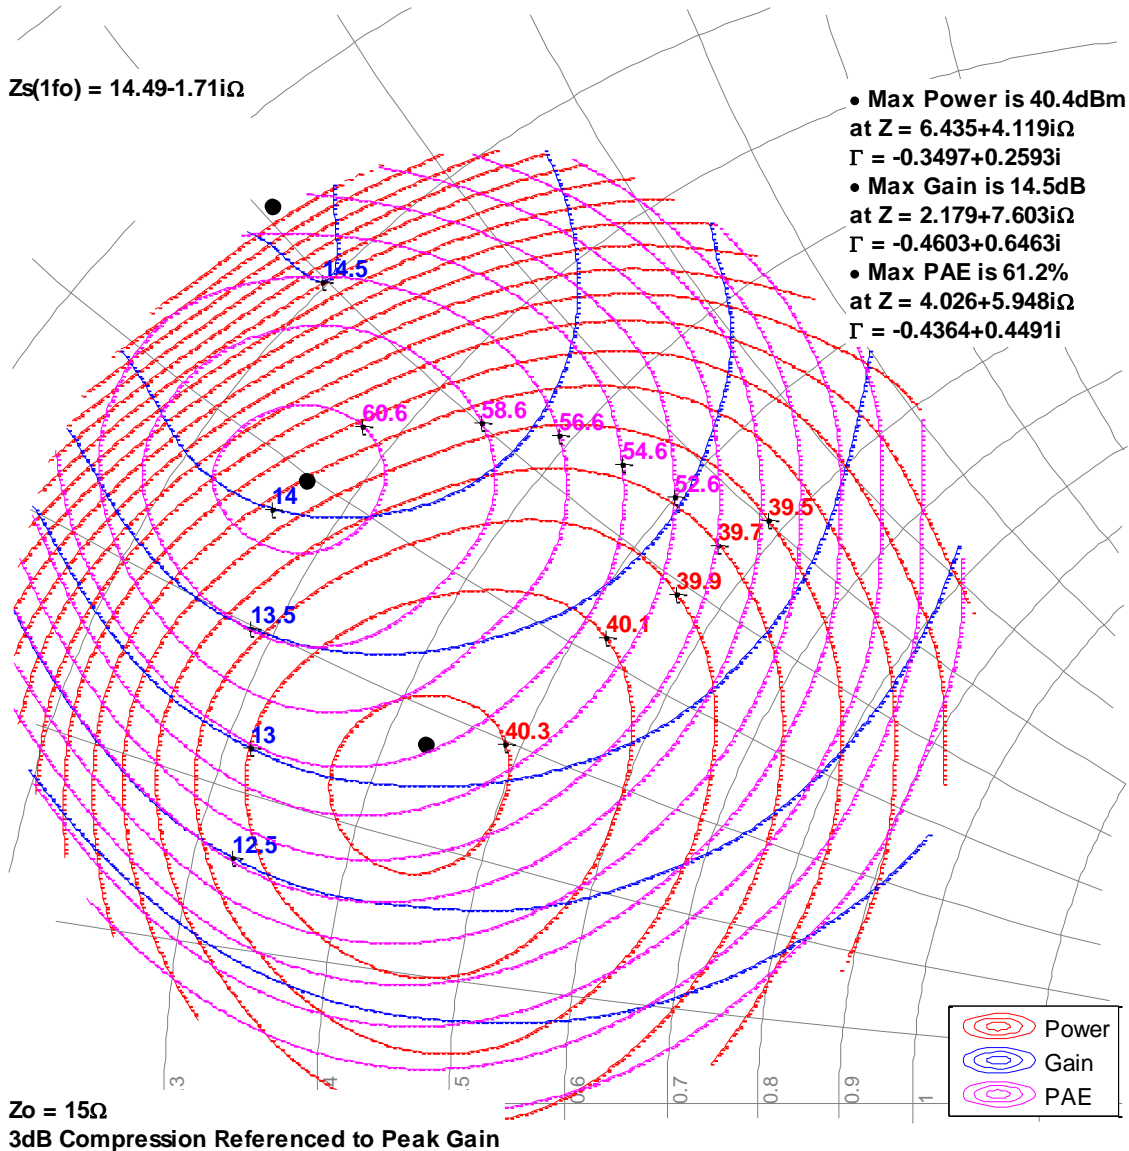 Zs(1fo) = 14.49-1.71iΩ
• Max Power is 40.4dBm
at Z = 6.435+4.119iΩ
Γ = -0.3497+0.2593i
• Max Gain is 14.5dB
at Z = 2.179+7.603iΩ
Γ = -0.4603+0.6463i
• Max PAE is 61.2%
at Z = 4.026+5.948iΩ
Γ = -0.4364+0.4491i
14.5
60.6
58.6
56.6
54.6
52.6
14
39.5
39.7
39.9
13.5
40.1
13
40.3
12.5
0.6
0.7
0.8
0.9
1
Power
Gain
PAE
Zo = 15Ω
3dB Compression Referenced to Peak Gain